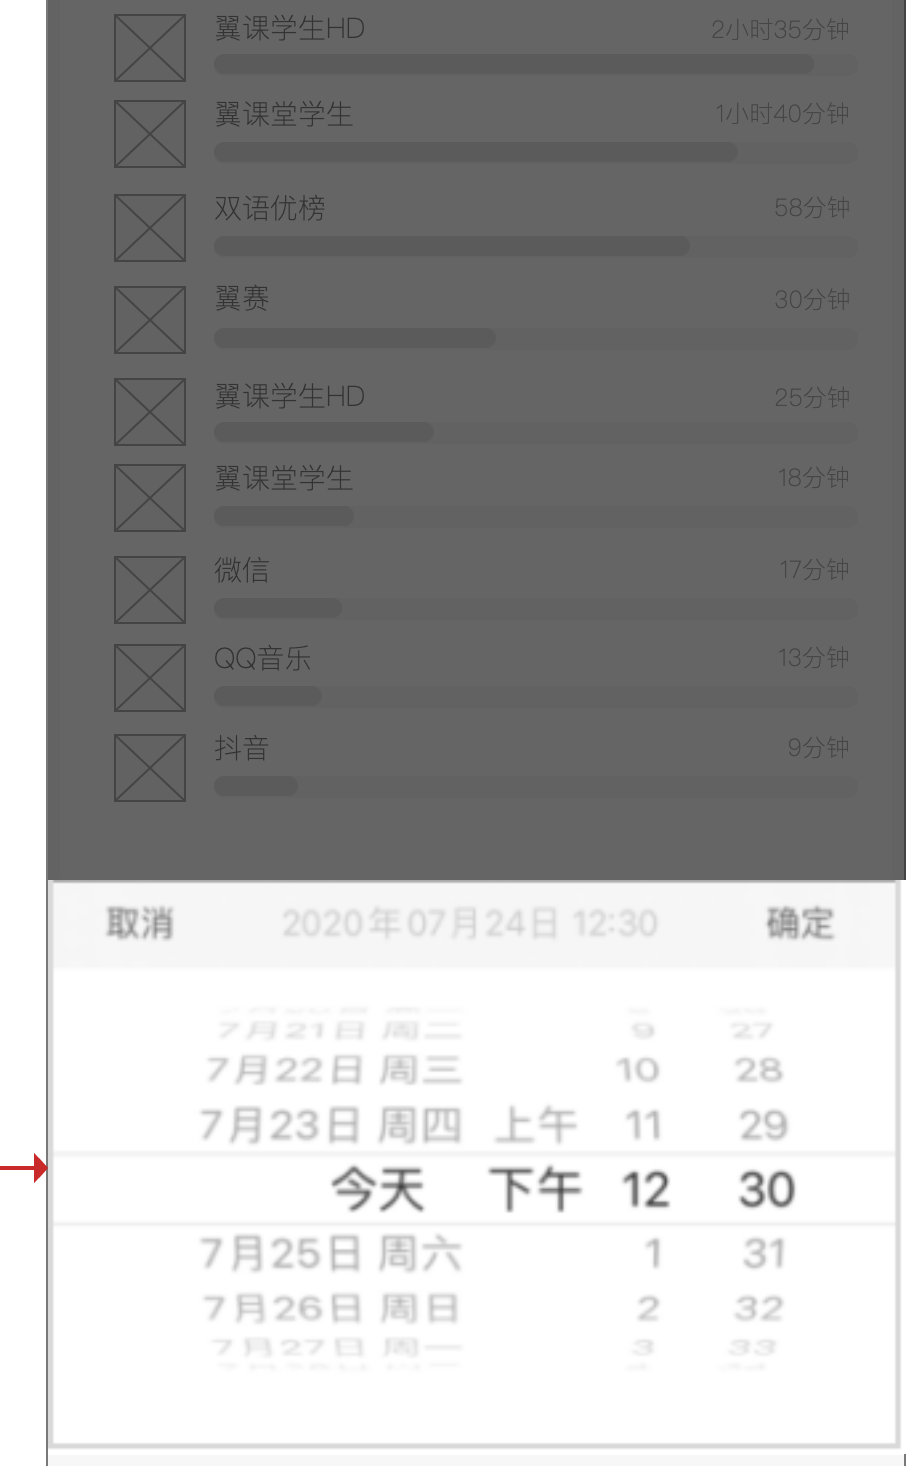 翼课学生HD 2小时35分钟
翼课堂学生 1小时40分钟
双语优榜 58分钟
翼赛 30分钟
翼课学生HD 25分钟
翼课堂学生 18分钟
微信 17分钟
QQ音乐 13分钟
抖音 9分钟
取消 2020年07月24日 12:30 确定
7月21日 周二 9 27
7月22日 周三 10 28
7月23日 周四 上午 11 29
今天 下午 12 30
7月25日 周六 1 31
7月26日 周日 2 32
7月27日 周一 3 33